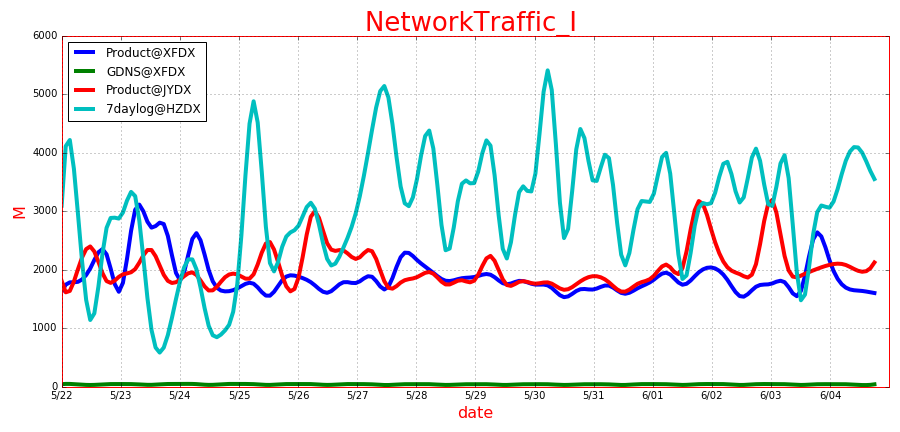 NetworkTraffic_I
6000
5000
4000
3000
2000
1000
0
M
Product@XFDX
GDNS@XFDX
Product@JYDX
7daylog@HZDX
5/22 5/23 5/24 5/25 5/26 5/27 5/28 5/29 5/30 5/31 6/01 6/02 6/03 6/04
date